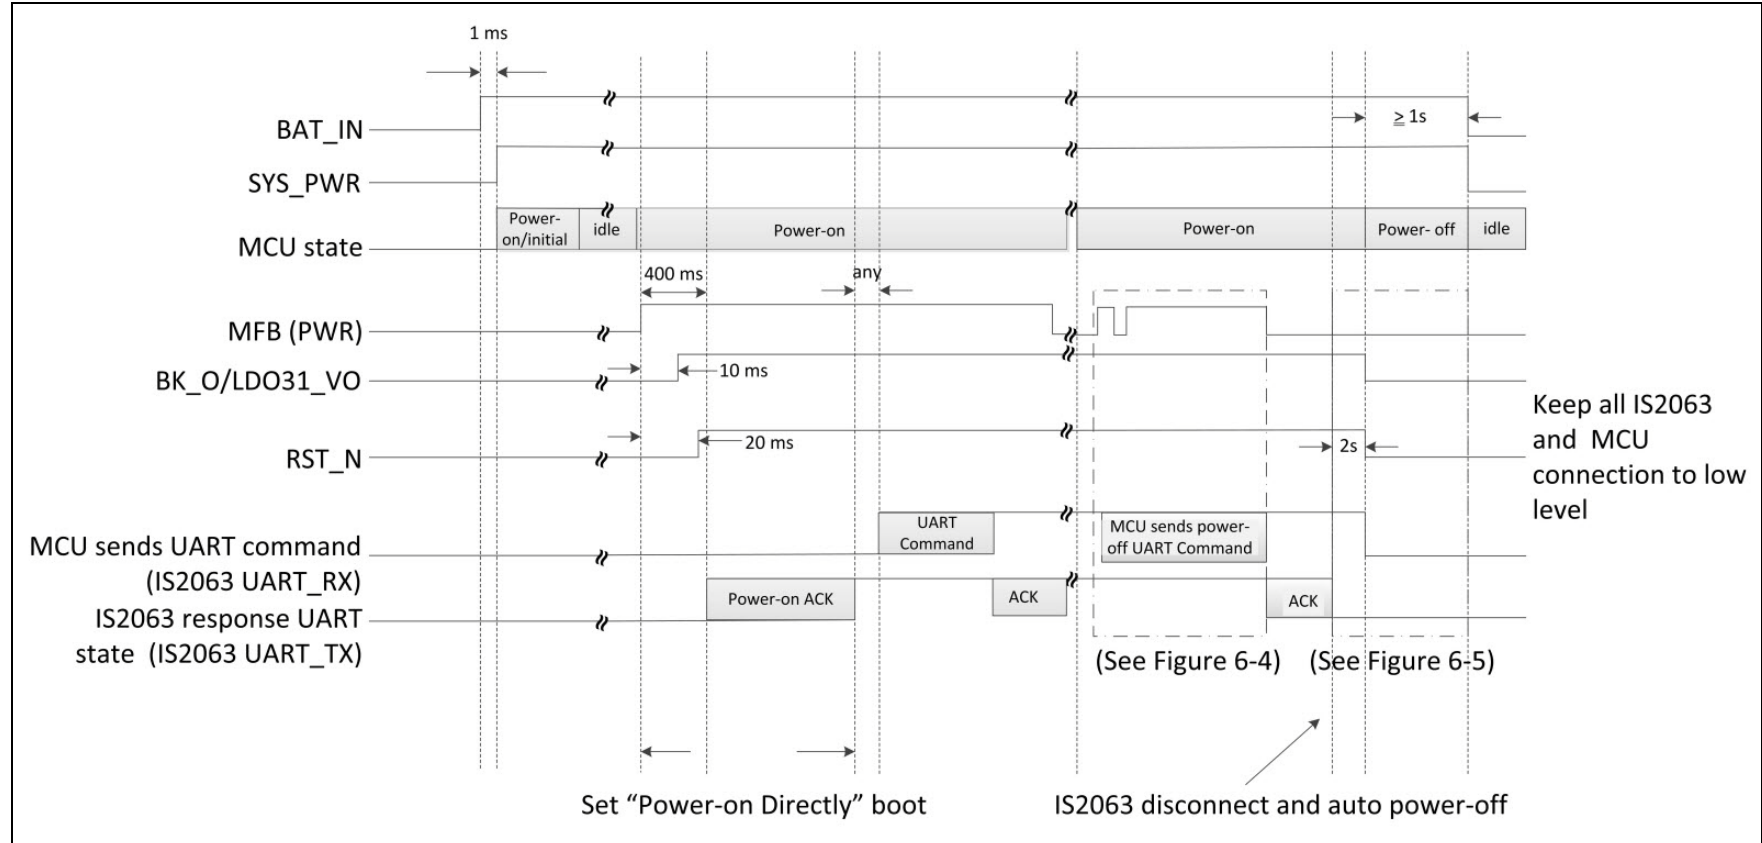 1 ms
BAT_IN
≥ 1s
SYS_PWR
Power-
on/initial
idle
Power-on
Power-on
Power- off
idle
MCU state
400 ms
any
MFB (PWR)
BK_O/LDO31_VO
10 ms
RST_N
20 ms
2s
Keep all IS2063
and MCU
connection to low
level
MCU sends UART command
(IS2063 UART_RX)
UART
Command
MCU sends power-
off UART Command
IS2063 response UART
state (IS2063 UART_TX)
Power-on ACK
ACK
ACK
(See Figure 6-4)
(See Figure 6-5)
Set “Power-on Directly” boot
IS2063 disconnect and auto power-off